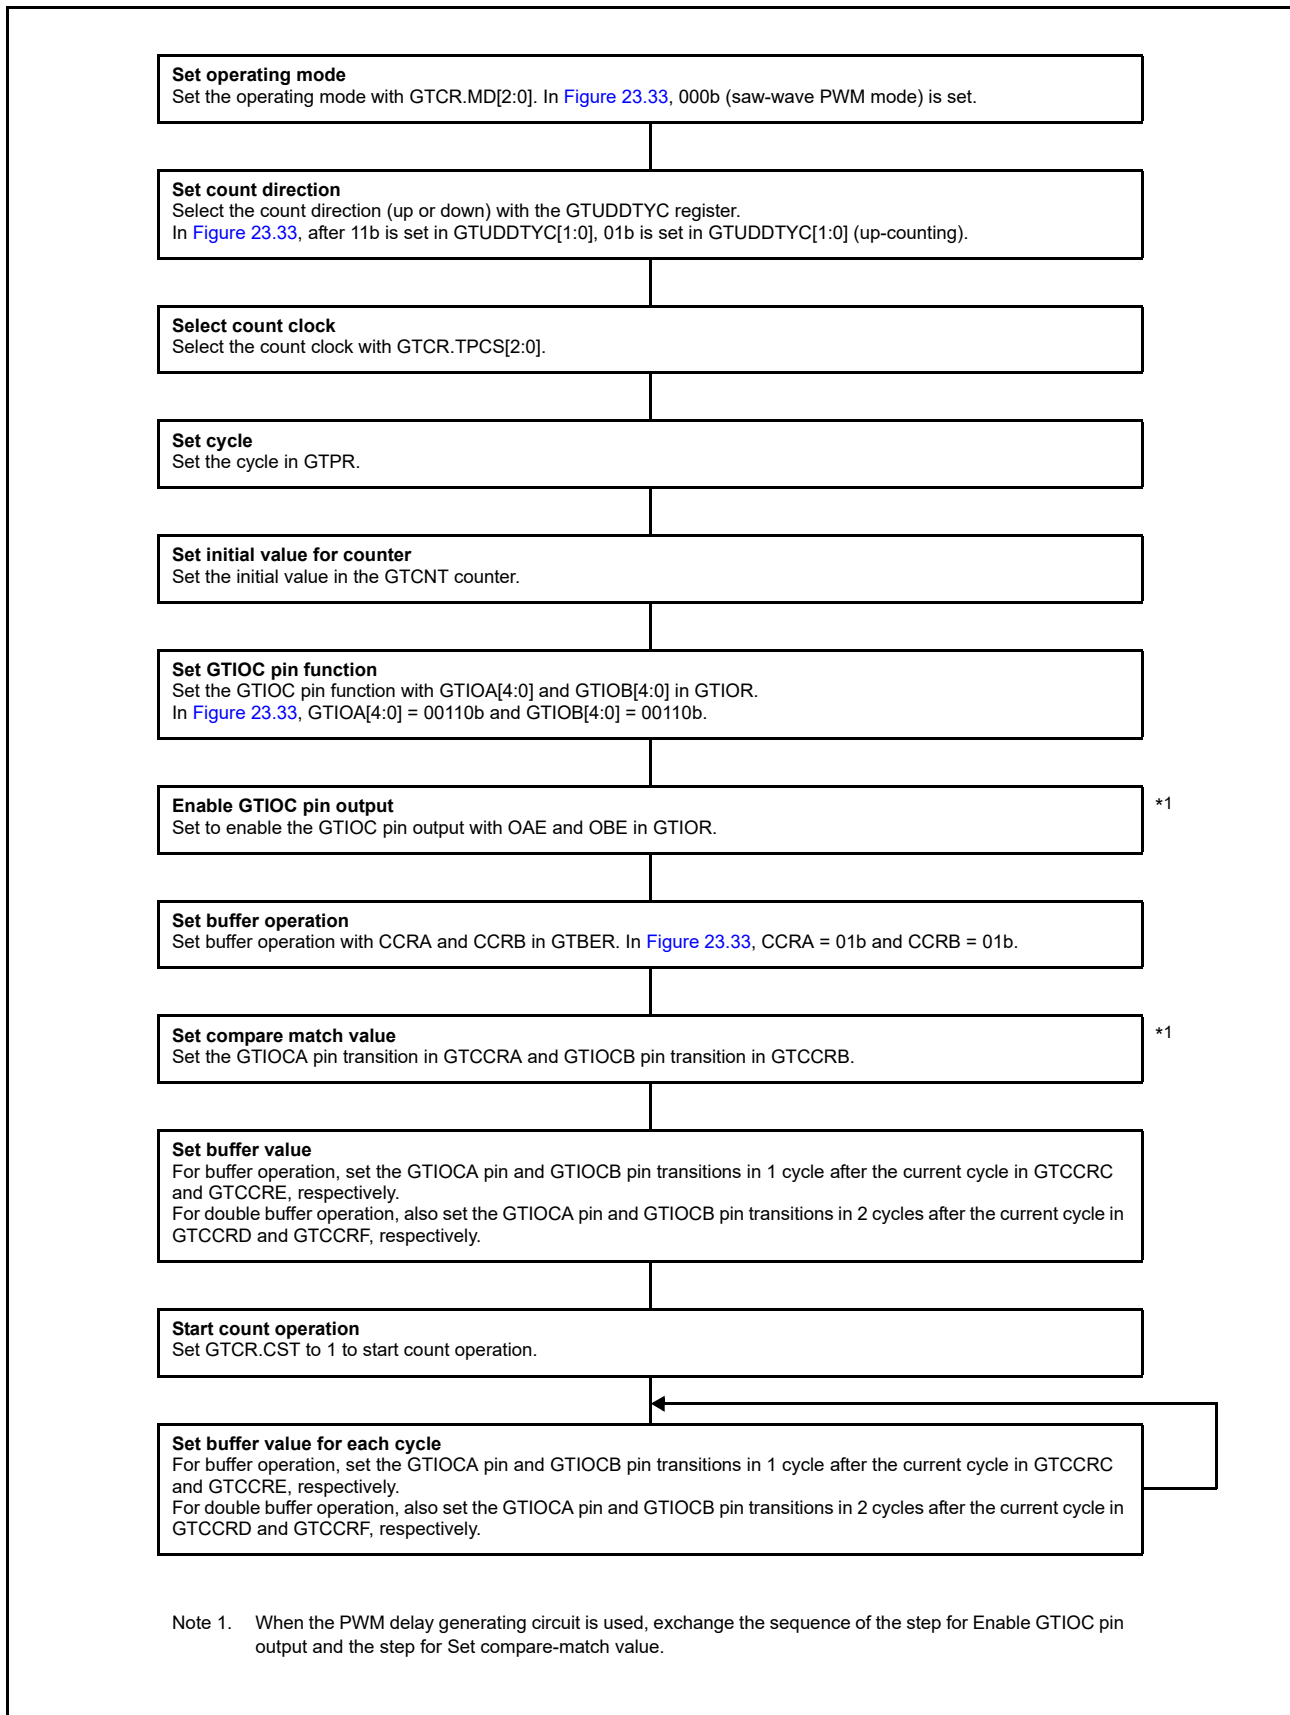 Set operating mode
Set the operating mode with GTCR.MD[2:0]. In Figure 23.33, 000b (saw-wave PWM mode) is set.
Set count direction
Select the count direction (up or down) with the GTUDDTYC register.
In Figure 23.33, after 11b is set in GTUDDTYC[1:0], 01b is set in GTUDDTYC[1:0] (up-counting).
Select count clock
Select the count clock with GTCR.TPCS[2:0].
Set cycle
Set the cycle in GTPR.
Set initial value for counter
Set the initial value in the GTCNT counter.
Set GTIOC pin function
Set the GTIOC pin function with GTIOA[4:0] and GTIOB[4:0] in GTIOR.
In Figure 23.33, GTIOA[4:0] = 00110b and GTIOB[4:0] = 00110b.
Enable GTIOC pin output
*1
Set to enable the GTIOC pin output with OAE and OBE in GTIOR.
Set buffer operation
Set buffer operation with CCRA and CCRB in GTBER. In Figure 23.33, CCRA = 01b and CCRB = 01b.
Set compare match value
*1
Set the GTIOCA pin transition in GTCCRA and GTIOCB pin transition in GTCCRB.
Set buffer value
For buffer operation, set the GTIOCA pin and GTIOCB pin transitions in 1 cycle after the current cycle in GTCCRC
and GTCCRE, respectively.
For double buffer operation, also set the GTIOCA pin and GTIOCB pin transitions in 2 cycles after the current cycle in
GTCCRD and GTCCRF, respectively.
Start count operation
Set GTCR.CST to 1 to start count operation.
Set buffer value for each cycle
For buffer operation, set the GTIOCA pin and GTIOCB pin transitions in 1 cycle after the current cycle in GTCCRC
and GTCCRE, respectively.
For double buffer operation, also set the GTIOCA pin and GTIOCB pin transitions in 2 cycles after the current cycle in
GTCCRD and GTCCRF, respectively.
Note 1. When the PWM delay generating circuit is used, exchange the sequence of the step for Enable GTIOC pin
output and the step for Set compare-match value.